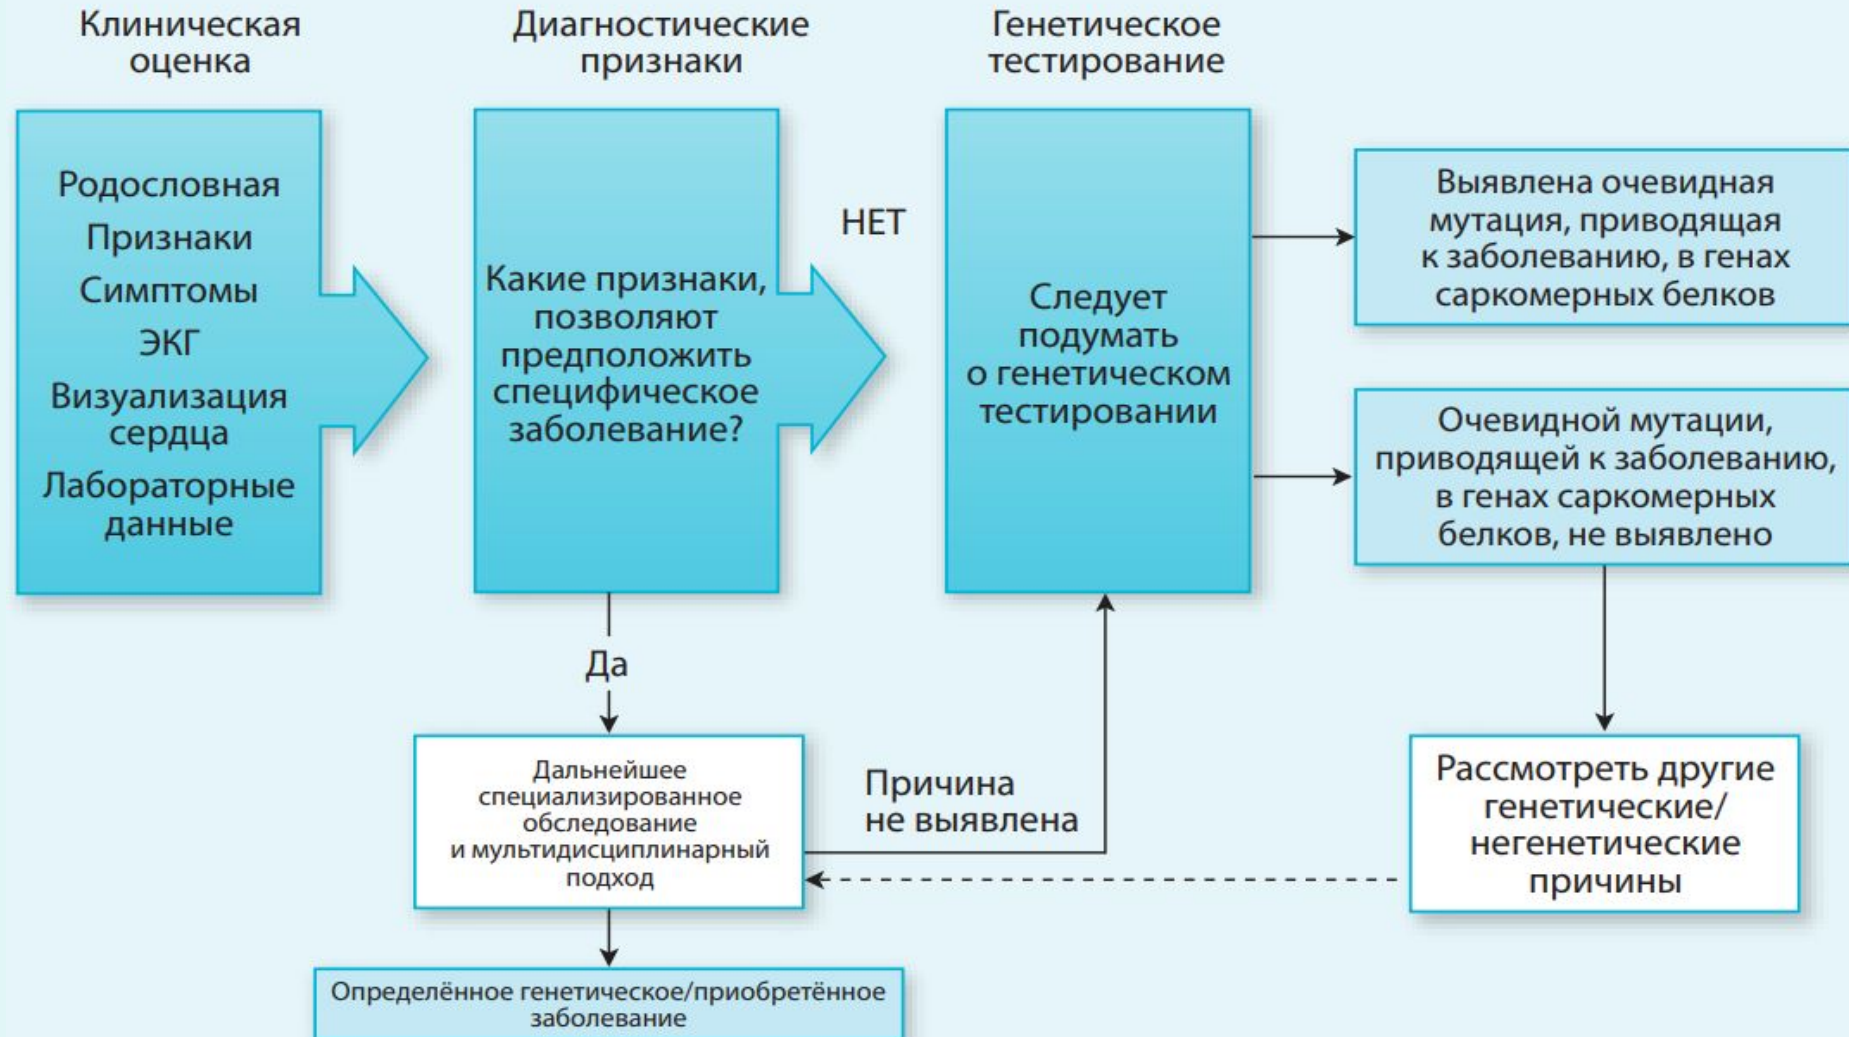 Клиническая
оценка
Диагностические
признаки
Генетическое
тестирование
Родословная
Признаки
Симптомы
ЭКГ
Визуализация
сердца
Лабораторные
данные
Какие признаки,
позволяют
предположить
специфическое
заболевание?
НЕТ
Следует
подумать
о генетическом
тестировании
Выявлена очевидная
мутация, приводящая
к заболеванию, в генах
саркомерных белков
Очевидной мутации,
приводящей к заболеванию,
в генах саркомерных
белков, не выявлено
Да
Дальнейшее
специализированное
обследование
и мультидисциплинарный
подход
Причина
не выявлена
Рассмотреть другие
генетические/
негенетические
причины
Определённое генетическое/приобретённое
заболевание